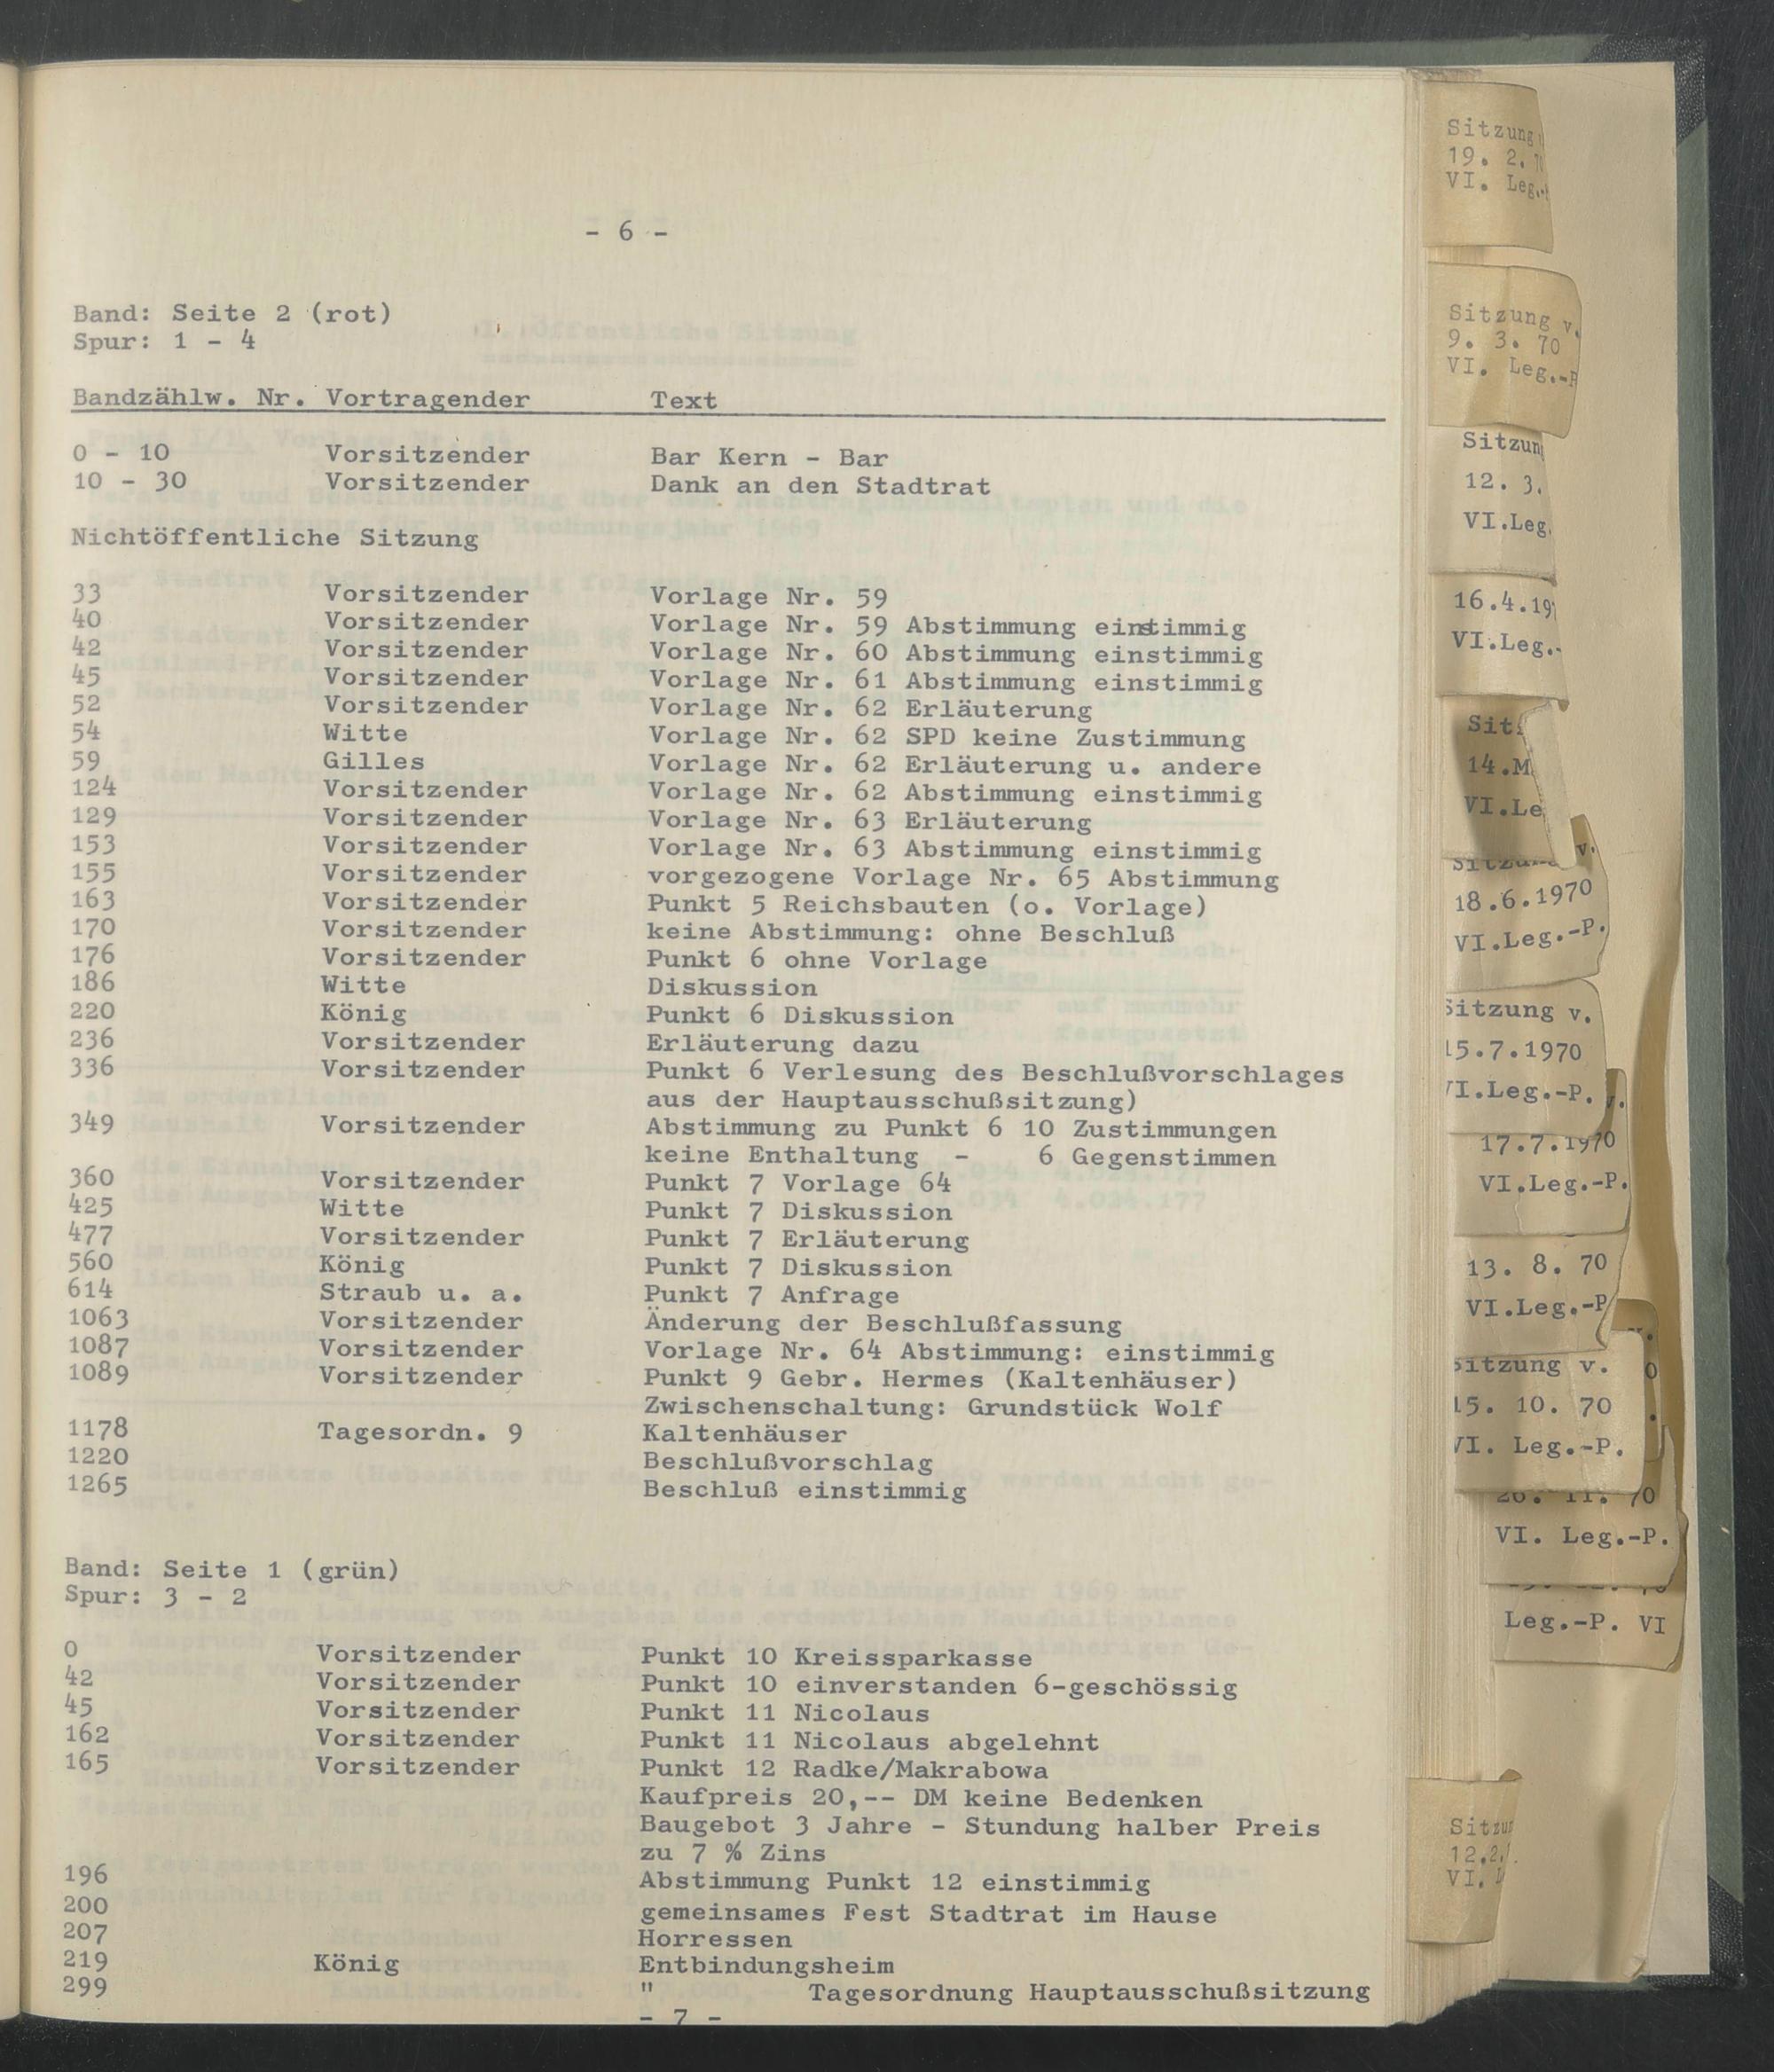 - 6 -
Band: Seite 2 (rot)
Spur: 1 - 4
Bandzählw. Nr. Vortragender Text
0 - 10 Vorsitzender Bar Kern - Bar
10 - 30 Vorsitzender Dank an den Stadtrat
Nichtöffentliche Sitzung
33 Vorsitzender Vorlage Nr. 59
40 Vorsitzender Vorlage Nr. 59 Abstimmung einstimmig
42 Vorsitzender Vorlage Nr. 60 Abstimmung einstimmig
45 Vorsitzender Vorlage Nr. 61 Abstimmung einstimmig
52 Vorsitzender Vorlage Nr. 62 Erläuterung
54 Witte Vorlage Nr. 62 SPD keine Zustimmung
59 Gilles Vorlage Nr. 62 Erläuterung u. andere
124 Vorsitzender Vorlage Nr. 62 Abstimmung einstimmig
129 Vorsitzender Vorlage Nr. 63 Erläuterung
153 Vorsitzender Vorlage Nr. 63 Abstimmung einstimmig
155 Vorsitzender vorgezogene Vorlage Nr. 65 Abstimmung
163 Vorsitzender Punkt 5 Reichsbauten (o. Vorlage)
170 Vorsitzender keine Abstimmung: ohne Beschluß
176 Vorsitzender Punkt 6 ohne Vorlage
186 Witte Diskussion
220 König Punkt 6 Diskussion
236 Vorsitzender Erläuterung dazu
336 Vorsitzender Punkt 6 Verlesung des Beschlußvorschlages
aus der Hauptausschußsitzung)
349 Vorsitzender Abstimmung zu Punkt 6 10 Zustimmungen
keine Enthaltung - 6 Gegenstimmen
360 Vorsitzender Punkt 7 Vorlage 64
425 Witte Punkt 7 Diskussion
477 Vorsitzender Punkt 7 Erläuterung
560 König Punkt 7 Diskussion
614 Straub u. a. Punkt 7 Anfrage
1063 Vorsitzender Änderung der Beschlußfassung
1087 Vorsitzender Vorlage Nr. 64 Abstimmung: einstimmig
1089 Vorsitzender Punkt 9 Gebr. Hermes (Kaltenhäuser)
Zwischenschaltung: Grundstück Wolf
1178 Tagesordn. 9 Kaltenhäuser
1220 Beschlußvorschlag
1265 Beschluß einstimmig
Band: Seite 1 (grün)
Spur: 3 - 2
0 Vorsitzender Punkt 10 Kreissparkasse
42 Vorsitzender Punkt 10 einverstanden 6-geschössig
45 Vorsitzender Punkt 11 Nicolaus
162 Vorsitzender Punkt 11 Nicolaus abgelehnt
165 Vorsitzender Punkt 12 Radke/Makrabowa
Kaufpreis 20,-- DM keine Bedenken
Baugebot 3 Jahre - Stundung halber Preis
zu 7 % Zins
196 Abstimmung Punkt 12 einstimmig
200 gemeinsames Fest Stadtrat im Hause
207 Horressen
219 König Entbindungsheim
299 " Tagesordnung Hauptausschußsitzung
- 7 -
Sitzung
19. 2.
VI. Leg.-
Sitzung v.
9. 3. 70
VI. Leg.-P
Sitzun
12. 3.
VI.Leg.
16.4.19
VI.Leg.-
Sit
14.M
VI.Le
Sitzung v.
18.6.1970
VI.Leg.-P.
Sitzung v.
15.7.1970
VI.Leg.-P.
17.7.1970
VI.Leg.-P.
13. 8. 70
VI.Leg.-P
Sitzung v.
15. 10. 70
VI. Leg.-P.
11. 70
VI. Leg.-P.
Leg.-P. VI
Sitzun
12.2.
VI.